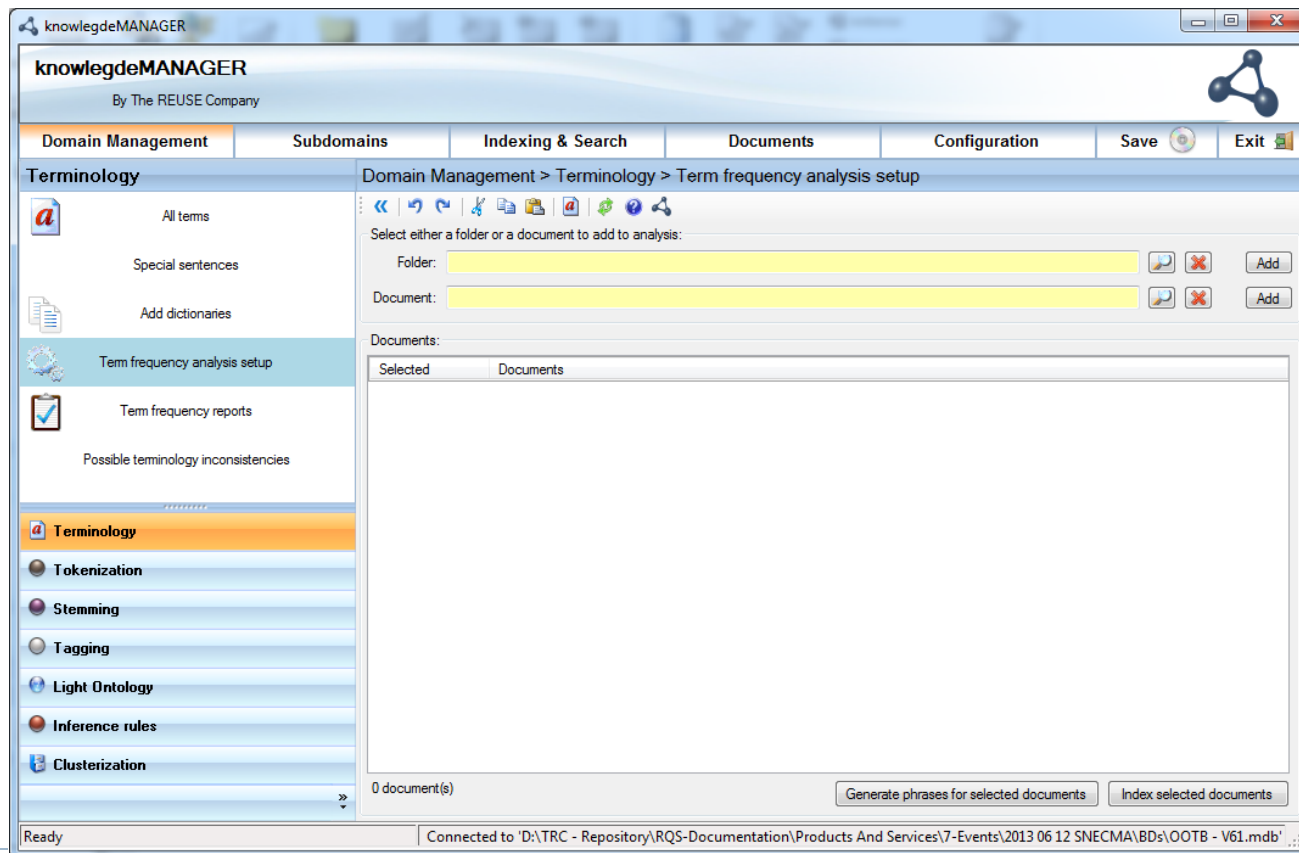 knowlegdeMANAGER
knowlegdeMANAGER
By The REUSE Company
Domain Management Subdomains Indexing & Search Documents Configuration Save Exit
Terminology
Domain Management > Terminology > Term frequency analysis setup
All terms
Special sentences
Add dictionaries
Term frequency analysis setup
Term frequency reports
Possible terminology inconsistencies
Terminology
Tokenization
Stemming
Tagging
Light Ontology
Inference rules
Clusterization
Select either a folder or a document to add to analysis:
Folder: Add
Document: Add
Documents:
Selected Documents
0 document(s) Generate phrases for selected documents Index selected documents
Ready Connected to 'D:\TRC - Repository\RQS-Documentation\Products And Services\7-Events\2013 06 12 SNECMA\BDs\OOTB - V61.mdb'